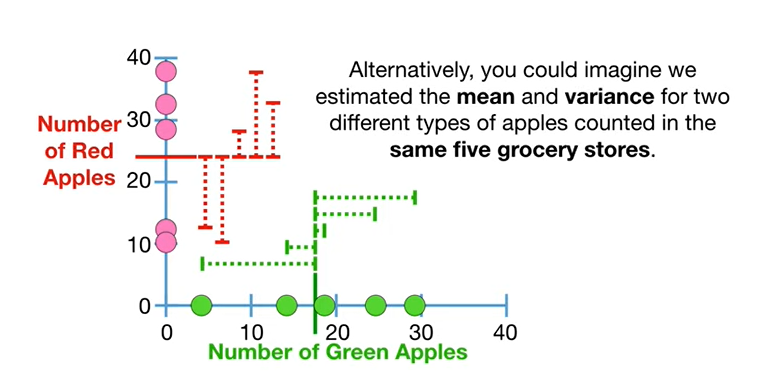 Alternatively, you could imagine we
estimated the mean and variance for two
different types of apples counted in the
same five grocery stores.
Number
of Red
Apples
40
30
20
10
0
0
10
20
30
40
Number of Green Apples